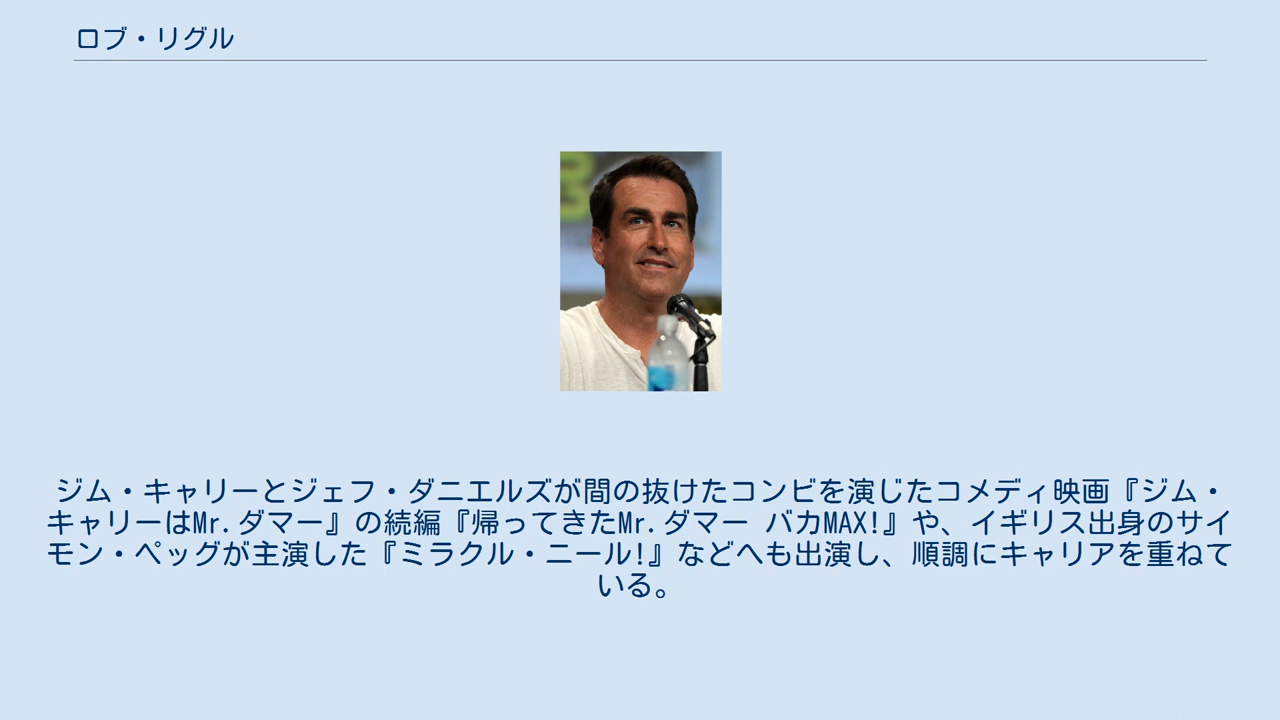 ロブ・リグル
ジム・キャリーとジェフ・ダニエルズが間の抜けたコンビを演じたコメディ映画『ジム・
キャリーはMr.ダマー』の続編『帰ってきたMr.ダマー バカMAX!』や、イギリス出身のサイ
モン・ペッグが主演した『ミラクル・ニール!』などへも出演し、順調にキャリアを重ねて
いる。